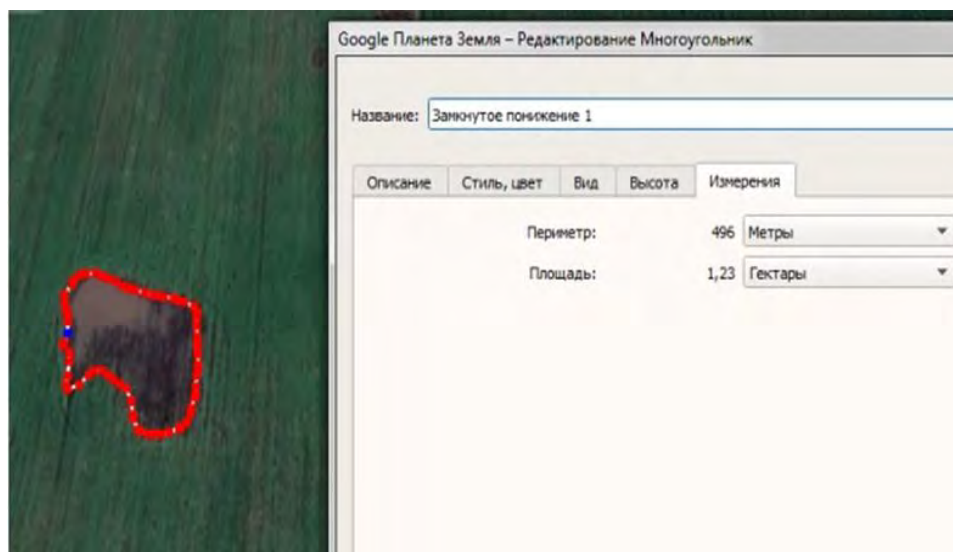 Google Планета Земля – Редактирование Многоугольник
Название: Замкнутое понижение 1
Описание Стиль, цвет Вид Высота Измерения
Периметр: 496 Метры
Площадь: 1,23 Гектары